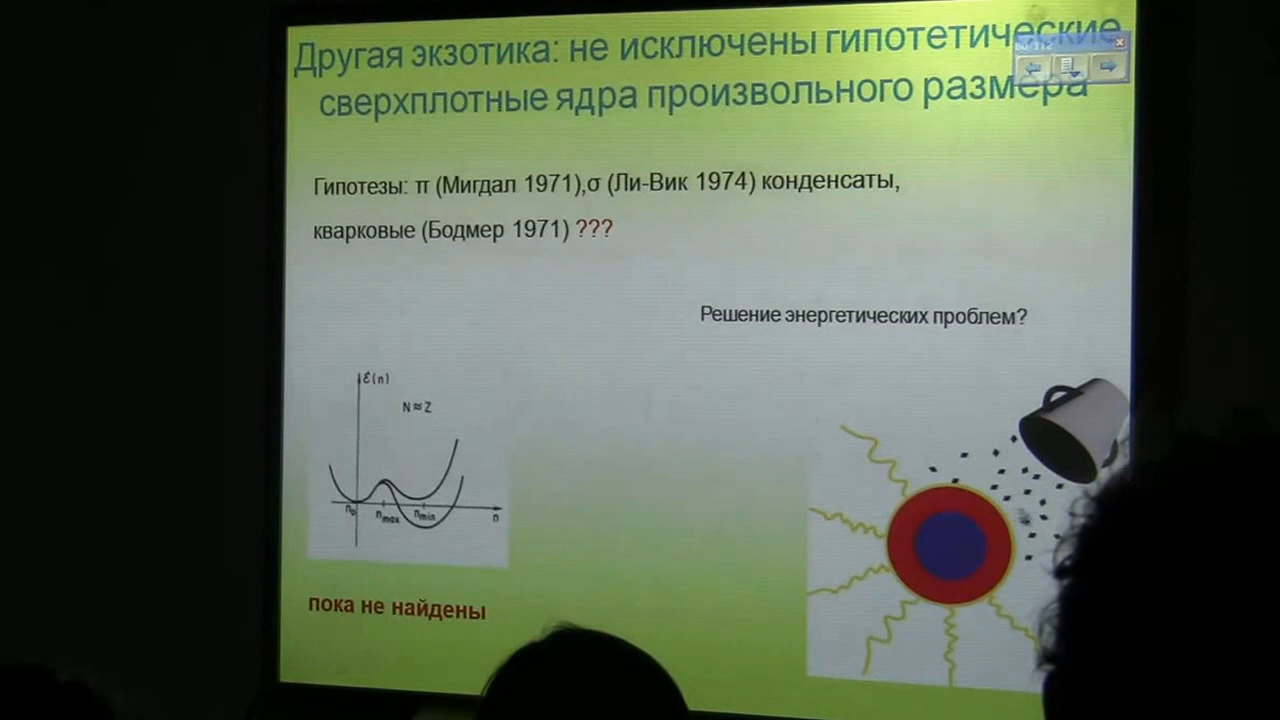 Другая экзотика: не исключены гипотетические
сверхплотные ядра произвольного размера
Гипотезы: π (Мигдал 1971),σ (Ли-Вик 1974) конденсаты,
кварковые (Бодмер 1971) ???
Решение энергетических проблем?
ℰ(n)
N≈Z
n₀
n_max
n_min
n
пока не найдены